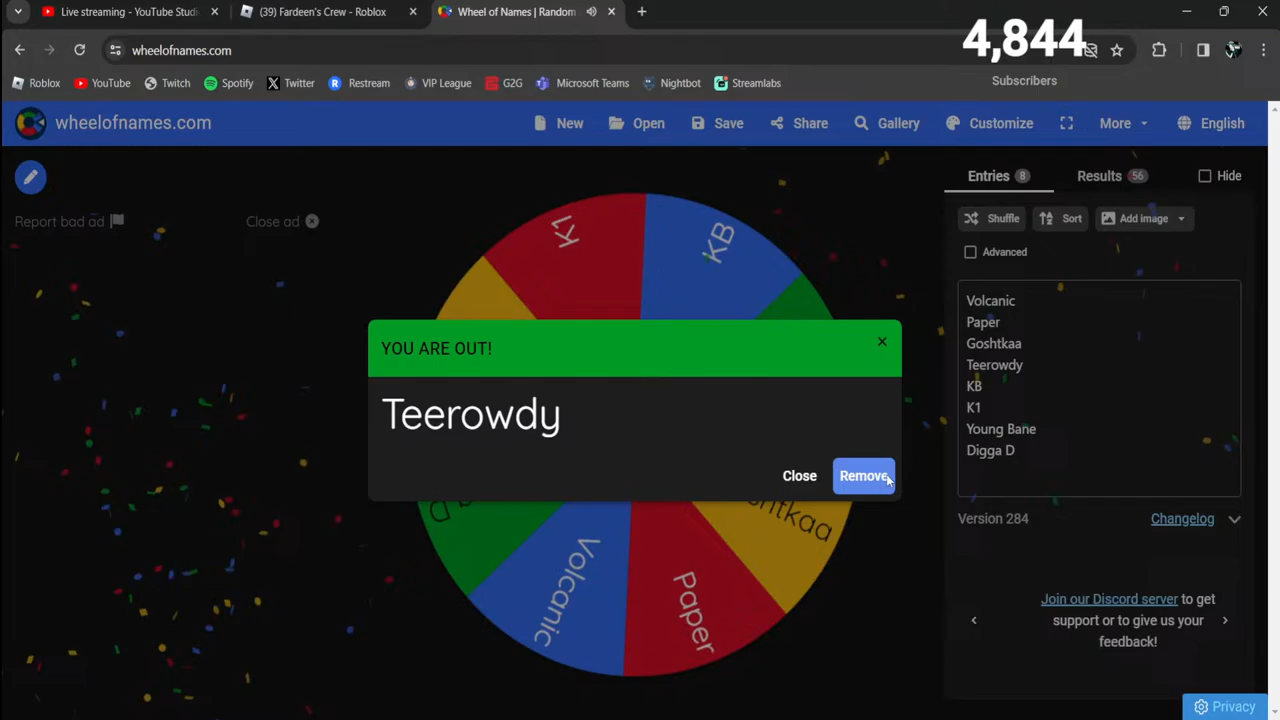 Live streaming - YouTube Stud
(39) Fardeen's Crew - Roblox
Wheel of Names | Random
wheelofnames.com
4,844
Subscribers
Roblox
YouTube
Twitch
Spotify
Twitter
Restream
VIP League
G2G
Microsoft Teams
Nightbot
Streamlabs
wheelofnames.com
New
Open
Save
Share
Gallery
Customize
More
English
Report bad ad
Close ad
Entries 8
Results 56
Hide
Shuffle
Sort
Add image
Advanced
Volcanic
Paper
Goshtkaa
Teerowdy
KB
K1
Young Bane
Digga D
Version 284
Changelog
Join our Discord server to get
support or to give us your
feedback!
K1
KB
YOU ARE OUT!
Teerowdy
Close
Remove
D
htkaa
Volcanic
Paper
Privacy